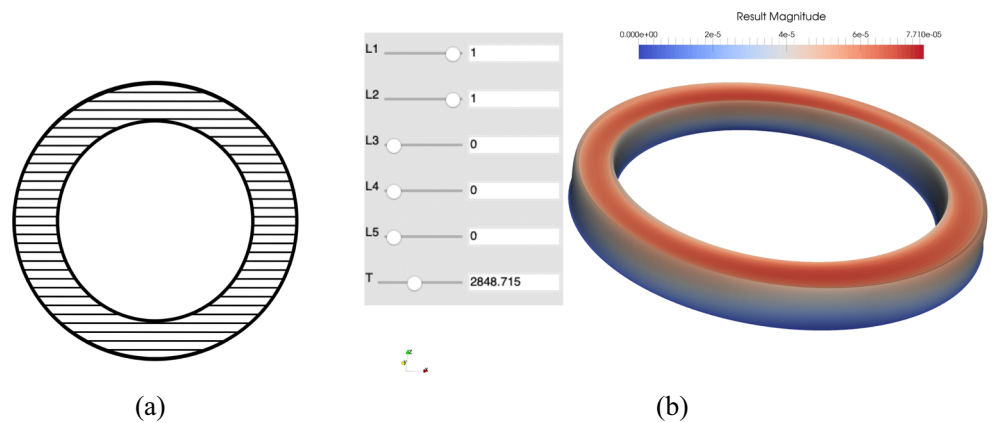 Result Magnitude
0.000e+00 2e-5 4e-5 6e-5 7.710e-05
L1 1
L2 1
L3 0
L4 0
L5 0
T 2848.715
(a)
(b)